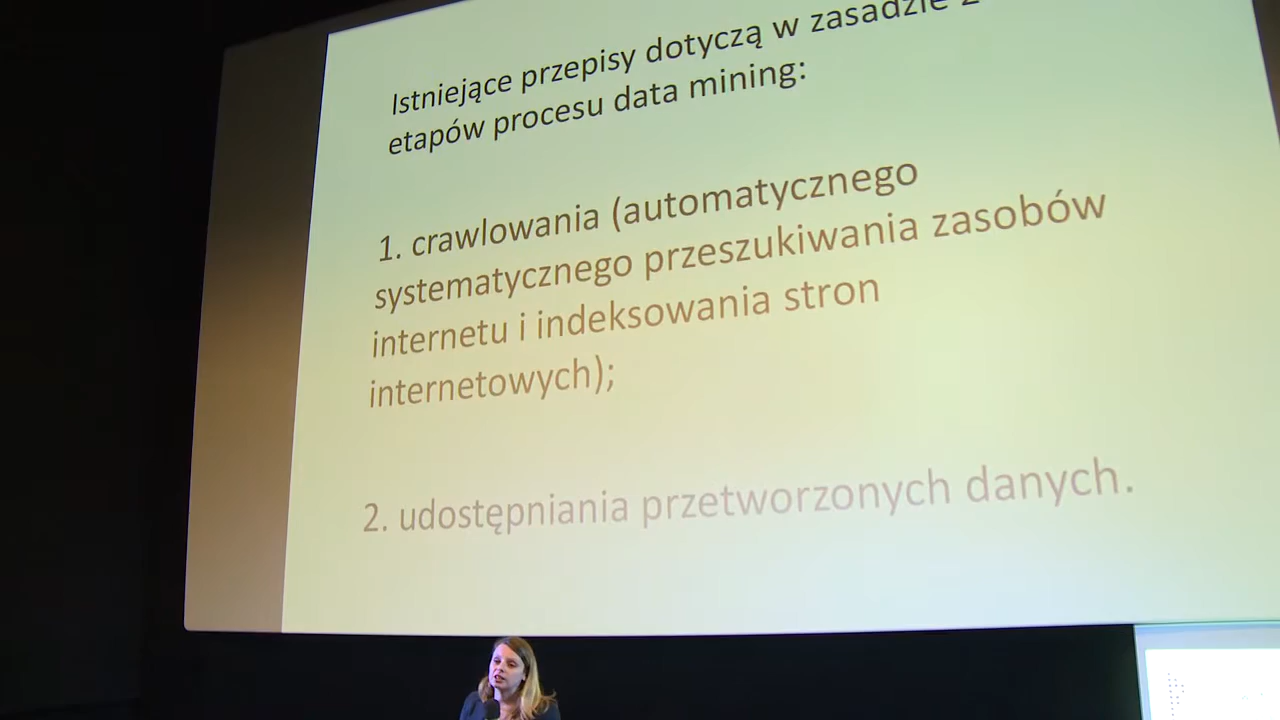 Istniejące przepisy dotyczą w zasadzie 2
etapów procesu data mining:
1. crawlowania (automatycznego
systematycznego przeszukiwania zasobów
internetu i indeksowania stron
internetowych);
2. udostępniania przetworzonych danych.